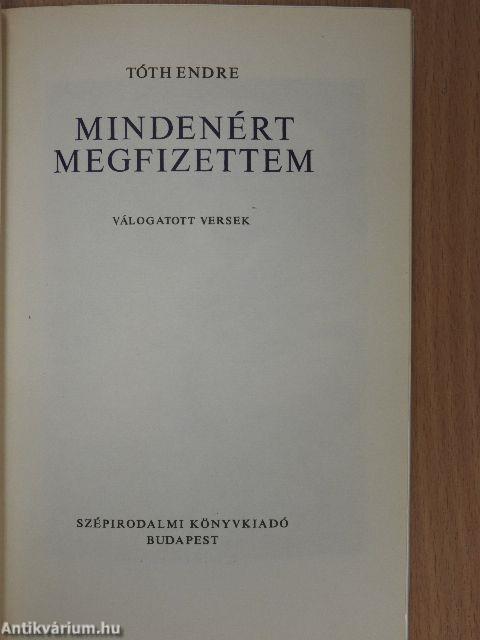 TÓTH ENDRE
MINDENÉRT
MEGFIZETTEM
VÁLOGATOTT VERSEK
SZÉPIRODALMI KÖNYVKIADÓ
BUDAPEST
Antikvárium.hu